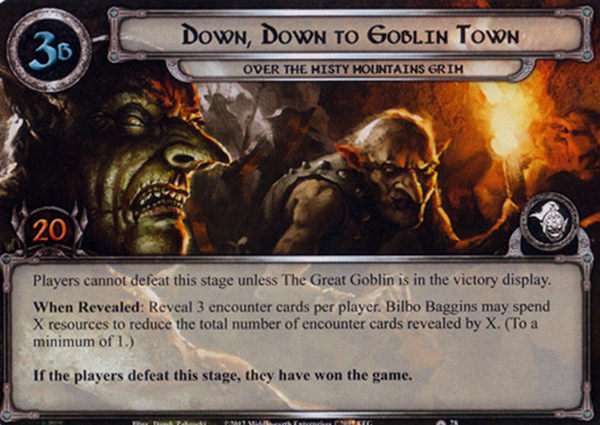 3B
Down, Down to Goblin Town
Over the Misty Mountains Grim
20
Players cannot defeat this stage unless The Great Goblin is in the victory display.
When Revealed: Reveal 3 encounter cards per player. Bilbo Baggins may spend
X resources to reduce the total number of encounter cards revealed by X. (To a
minimum of 1.)
If the players defeat this stage, they have won the game.
78